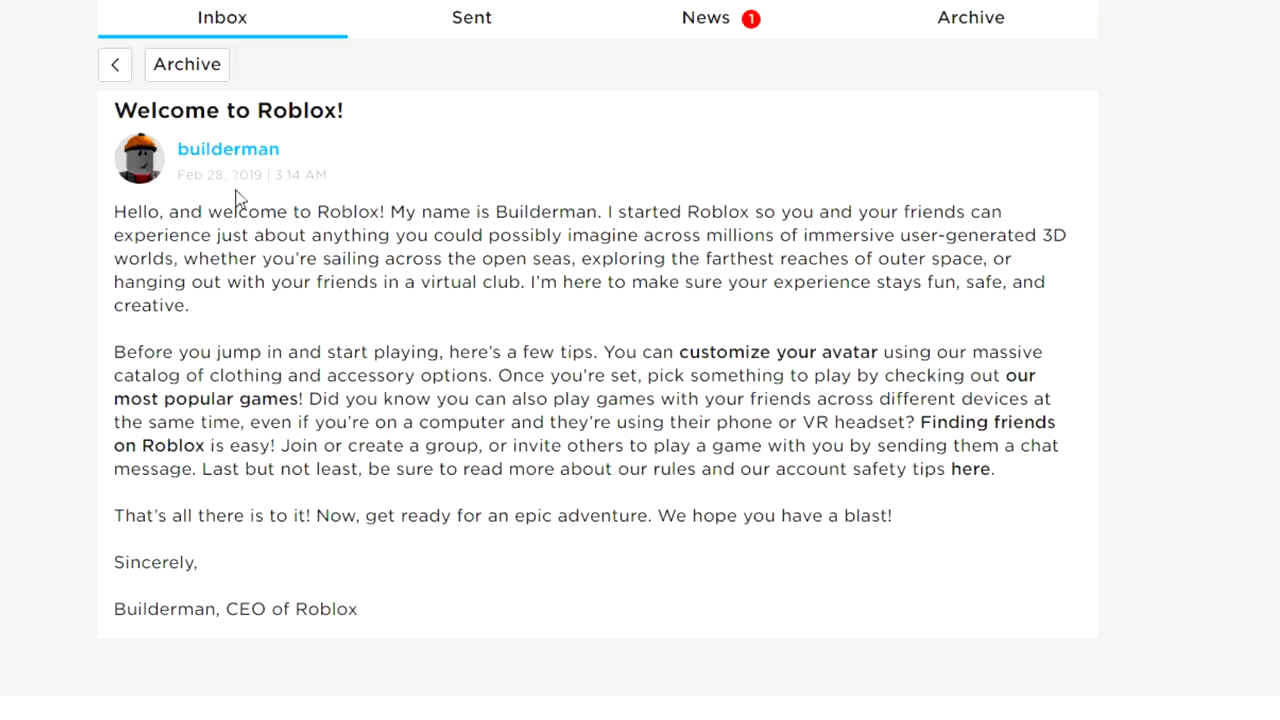 Inbox Sent News 1 Archive
Archive
Welcome to Roblox!
builderman
Feb 28, 2019 | 3:14 AM
Hello, and welcome to Roblox! My name is Builderman. I started Roblox so you and your friends can
experience just about anything you could possibly imagine across millions of immersive user-generated 3D
worlds, whether you're sailing across the open seas, exploring the farthest reaches of outer space, or
hanging out with your friends in a virtual club. I'm here to make sure your experience stays fun, safe, and
creative.
Before you jump in and start playing, here's a few tips. You can customize your avatar using our massive
catalog of clothing and accessory options. Once you're set, pick something to play by checking out our
most popular games! Did you know you can also play games with your friends across different devices at
the same time, even if you're on a computer and they're using their phone or VR headset? Finding friends
on Roblox is easy! Join or create a group, or invite others to play a game with you by sending them a chat
message. Last but not least, be sure to read more about our rules and our account safety tips here.
That's all there is to it! Now, get ready for an epic adventure. We hope you have a blast!
Sincerely,
Builderman, CEO of Roblox